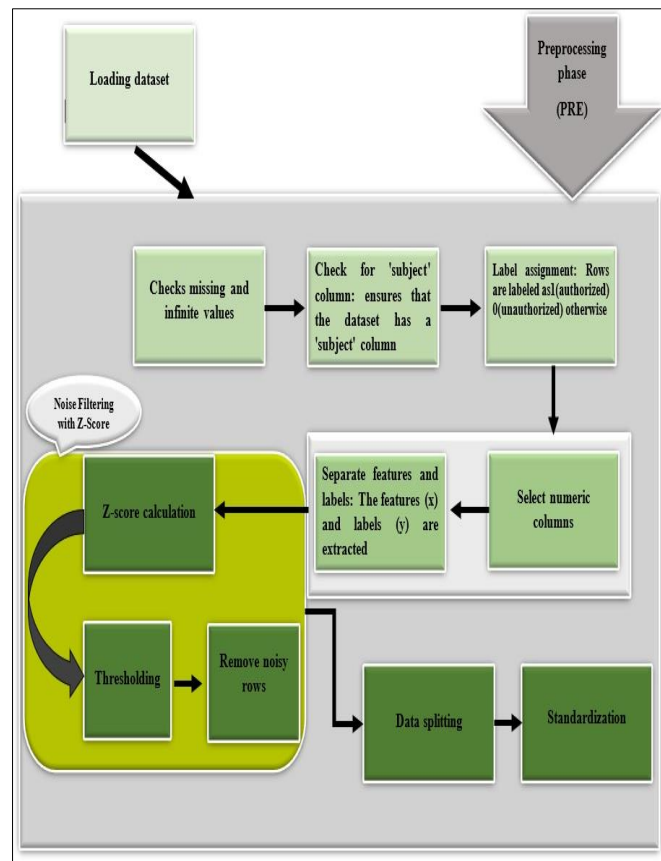 Loading dataset
Preprocessing
phase
(PRE)
Checks missing and
infinite values
Check for 'subject'
column: ensures that
the dataset has a
'subject' column
Label assignment: Rows
are labeled as1(authorized)
0(unauthorized) otherwise
Noise Filtering
with Z-Score
Z-score calculation
Separate features and
labels: The features (x)
and labels (y) are
extracted
Select numeric
columns
Thresholding
Remove noisy
rows
Data splitting
Standardization